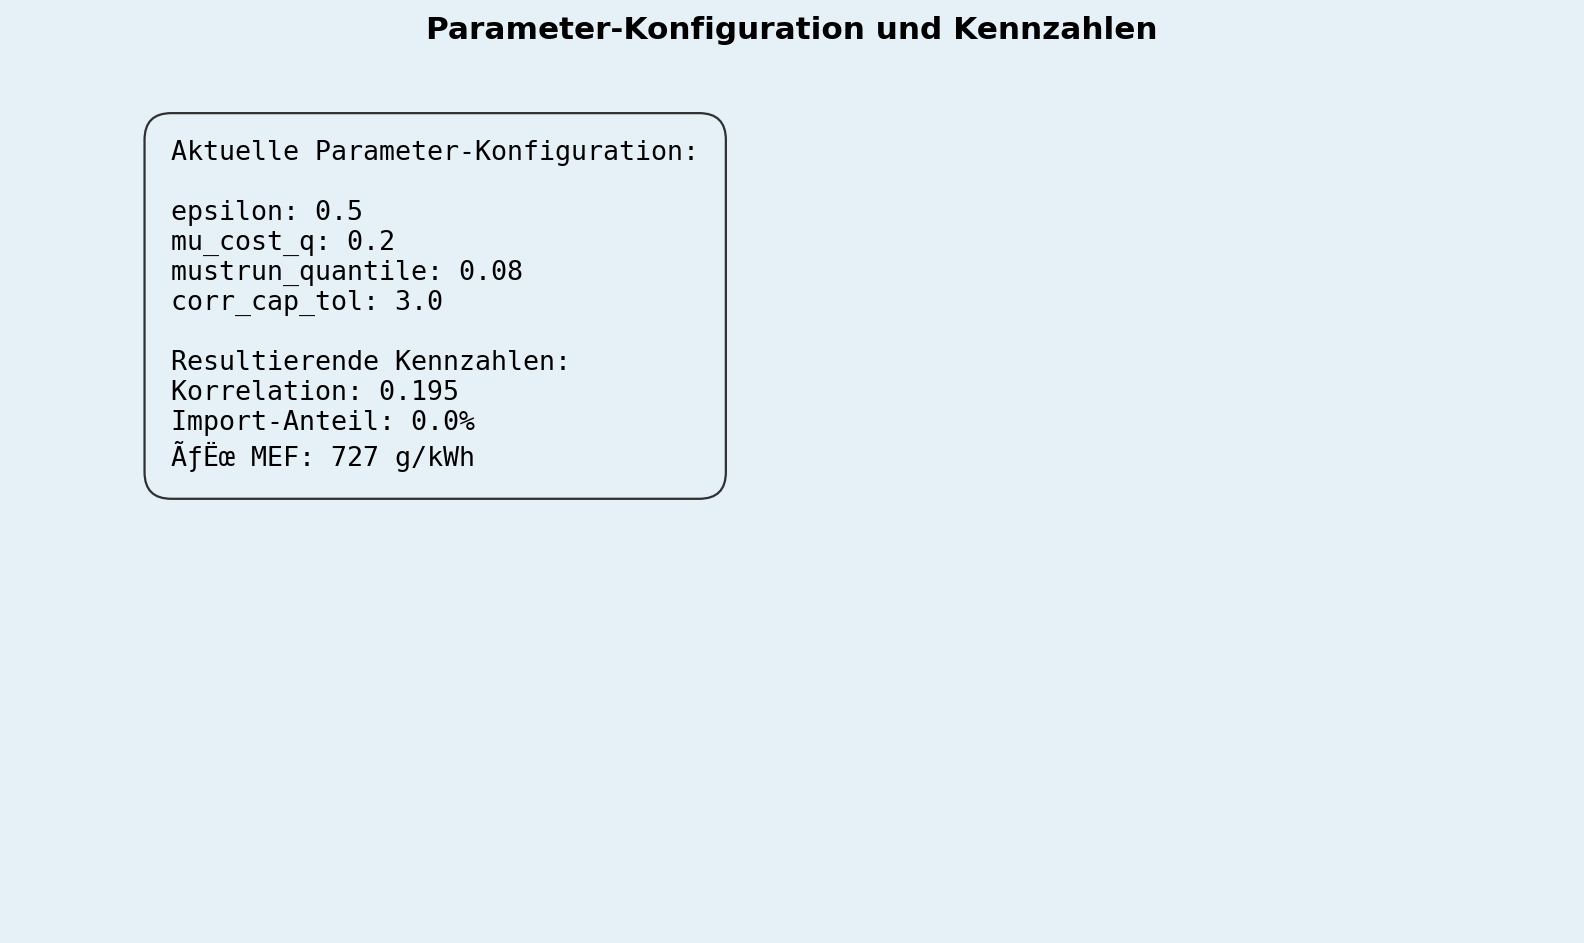 Parameter-Konfiguration und Kennzahlen
Aktuelle Parameter-Konfiguration:
epsilon: 0.5
mu_cost_q: 0.2
mustrun_quantile: 0.08
corr_cap_tol: 3.0
Resultierende Kennzahlen:
Korrelation: 0.195
Import-Anteil: 0.0%
ÃƒËœ MEF: 727 g/kWh